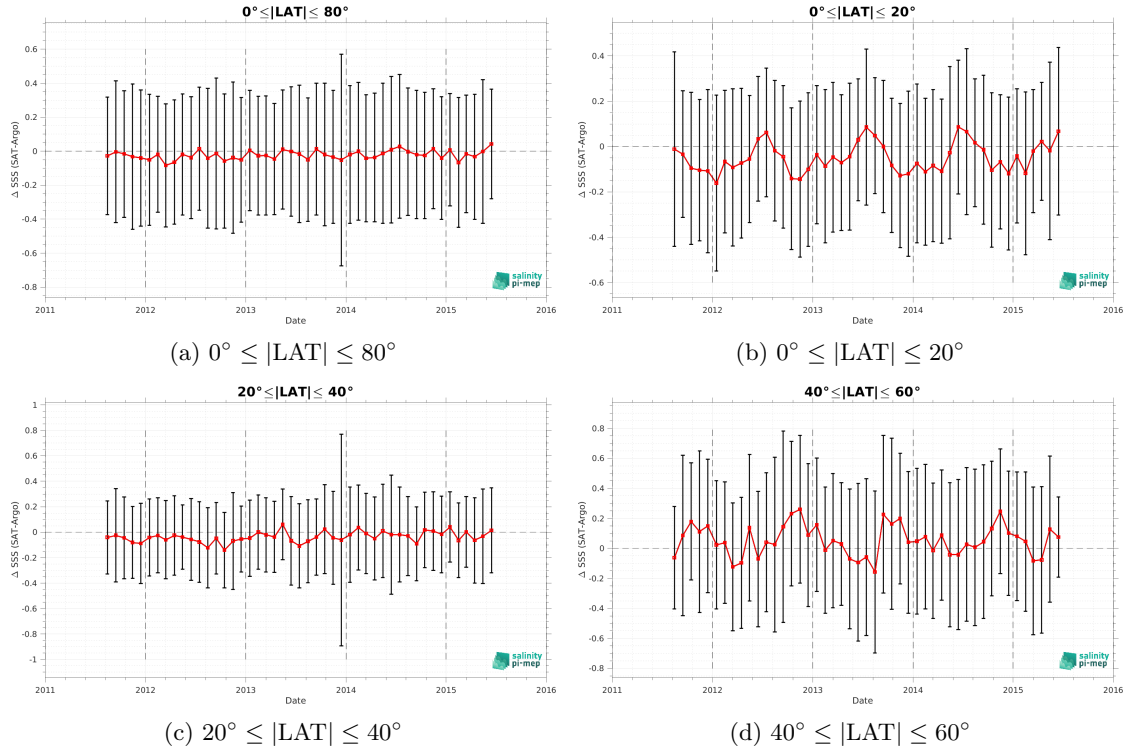 0°≤|LAT|≤ 80°
0.6
0.4
0.2
0
-0.2
-0.4
-0.6
-0.8
Δ SSS (SAT-Argo)
2011
2012
2013
2014
2015
2016
Date
salinity
pi-mep
(a) 0° ≤ |LAT| ≤ 80°
0°≤|LAT|≤ 20°
0.4
0.2
0
-0.2
-0.4
-0.6
Δ SSS (SAT-Argo)
2011
2012
2013
2014
2015
2016
Date
salinity
pi-mep
(b) 0° ≤ |LAT| ≤ 20°
20°≤|LAT|≤ 40°
1
0.8
0.6
0.4
0.2
0
-0.2
-0.4
-0.6
-0.8
-1
Δ SSS (SAT-Argo)
2011
2012
2013
2014
2015
2016
Date
salinity
pi-mep
(c) 20° ≤ |LAT| ≤ 40°
40°≤|LAT|≤ 60°
0.8
0.6
0.4
0.2
0
-0.2
-0.4
-0.6
-0.8
Δ SSS (SAT-Argo)
2011
2012
2013
2014
2015
2016
Date
salinity
pi-mep
(d) 40° ≤ |LAT| ≤ 60°